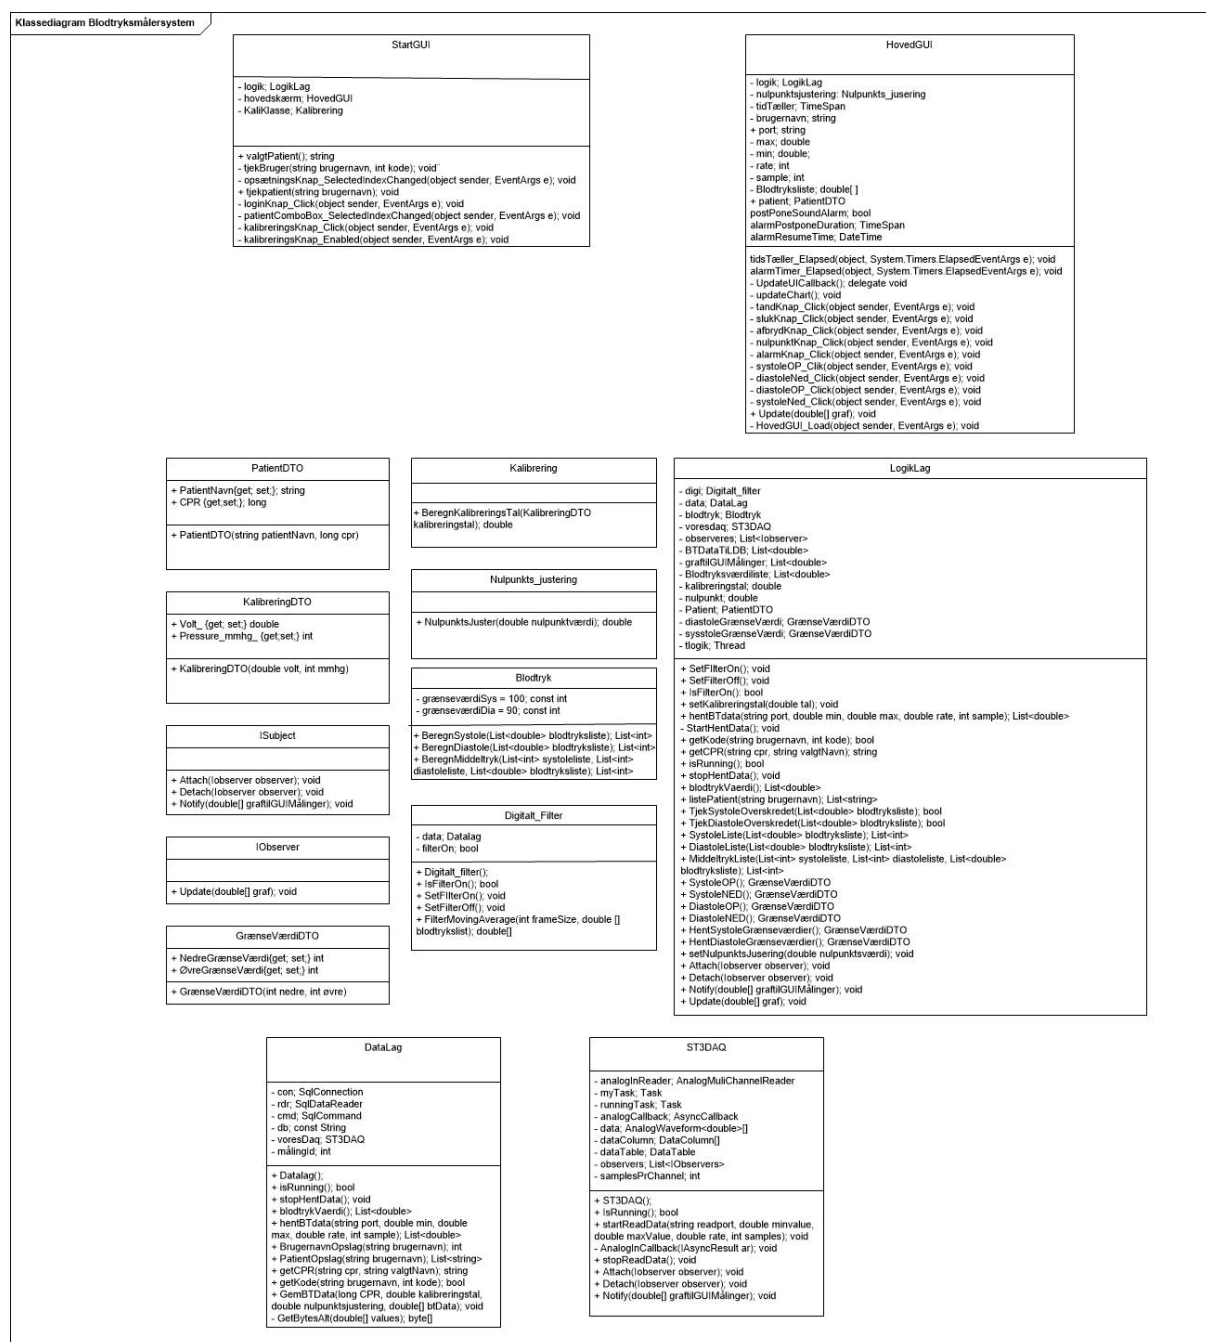 Klassediagram Blodtryksmålersystem
StartGUI
- logik; LogikLag
- hovedskærm; HovedGUI
- KaliKlasse; Kalibrering
+ valgtPatient(); string
- tjekBruger(string brugernavn, int kode); void¨
- opsætningsKnap_SelectedIndexChanged(object sender, EventArgs e); void
+ tjekpatient(string brugernavn); void
- loginKnap_Click(object sender, EventArgs e); void
- patientComboBox_SelectedIndexChanged(object sender, EventArgs e); void
- kalibreringsKnap_Click(object sender, EventArgs e); void
- kalibreringsKnap_Enabled(object sender, EventArgs e); void
HovedGUI
- logik; LogikLag
- nulpunktsjustering: Nulpunkts_jusering
- tidTæller; TimeSpan
- brugernavn; string
+ port; string
- max; double
- min; double;
- rate; int
- sample; int
- Blodtryksliste; double[ ]
+ patient; PatientDTO
postPoneSoundAlarm; bool
alarmPostponeDuration; TimeSpan
alarmResumeTime; DateTime
tidsTæller_Elapsed(object, System.Timers.ElapsedEventArgs e); void
alarmTimer_Elapsed(object, System.Timers.ElapsedEventArgs e); void
- UpdateUICallback(); delegate void
- updateChart(); void
- tandKnap_Click(object sender, EventArgs e); void
- slukKnap_Click(object sender, EventArgs e); void
- afbrydKnap_Click(object sender, EventArgs e); void
- nulpunktKnap_Click(object sender, EventArgs e); void
- alarmKnap_Click(object sender, EventArgs e); void
- systoleOP_Clik(object sender, EventArgs e); void
- diastoleNed_Click(object sender, EventArgs e); void
- diastoleOP_Click(object sender, EventArgs e); void
- systoleNed_Click(object sender, EventArgs e); void
+ Update(double[] graf); void
- HovedGUI_Load(object sender, EventArgs e); void
PatientDTO
+ PatientNavn{get; set;}; string
+ CPR {get;set;}; long
+ PatientDTO(string patientNavn, long cpr)
KalibreringDTO
+ Volt_ {get; set;} double
+ Pressure_mmhg_ {get;set;} int
+ KalibreringDTO(double volt, int mmhg)
ISubject
+ Attach(Iobserver observer); void
+ Detach(Iobserver observer); void
+ Notify(double[] graftilGUIMålinger); void
IObserver
+ Update(double[] graf); void
GrænseVærdiDTO
+ NedreGrænseVærdi{get; set;} int
+ ØvreGrænseVærdi{get; set;} int
+ GrænseVærdiDTO(int nedre, int øvre)
Kalibrering
+ BeregnKalibreringsTal(KalibreringDTO
kalibreringstal); double
Nulpunkts_justering
+ NulpunktsJuster(double nulpunktværdi); double
Blodtryk
- grænseværdiSys = 100; const int
- grænseværdiDia = 90; const int
+ BeregnSystole(List<double> blodtryksliste); List<int>
+ BeregnDiastole(List<double> blodtryksliste); List<int>
+ BeregnMiddeltryk(List<int> systoleliste, List<int>
diastoleliste, List<double> blodtryksliste); List<int>
Digitalt_Filter
- data; Datalag
- filterOn; bool
+ Digitalt_filter();
+ IsFilterOn(); bool
+ SetFIlterOn(); void
+ SetFilterOff(); void
+ FilterMovingAverage(int frameSize, double []
blodtrykslist); double[]
LogikLag
- digi; Digitalt_filter
- data; DataLag
- blodtryk; Blodtryk
- voresdaq; ST3DAQ
- observeres; List<Iobserver>
- BTDataTilLDB; List<double>
- graftilGUIMålinger; List<double>
- Blodtryksværdiliste; List<double>
- kalibreringstal; double
- nulpunkt; double
- Patient; PatientDTO
- diastoleGrænseVærdi; GrænseVærdiDTO
- sysstoleGrænseVærdi; GrænseVærdiDTO
- tlogik; Thread
+ SetFIlterOn(); void
+ SetFilterOff(); void
+ IsFilterOn(): bool
+ setKalibreringstal(double tal); void
+ hentBTdata(string port, double min, double max, double rate, int sample); List<double>
- StartHentData(); void
+ getKode(string brugernavn, int kode); bool
+ getCPR(string cpr, string valgtNavn); string
+ isRunning(); bool
+ stopHentData(); void
+ blodtrykVaerdi(); List<double>
+ listePatient(string brugernavn); List<string>
+ TjekSystoleOverskredet(List<double> blodtryksliste); bool
+ TjekDiastoleOverskredet(List<double> blodtryksliste); bool
+ SystoleListe(List<double> blodtryksliste); List<int>
+ DiastoleListe(List<double> blodtryksliste); List<int>
+ MiddeltrykListe(List<int> systoleliste, List<int> diastoleliste, List<double>
blodtryksliste); List<int>
+ SystoleOP(); GrænseVærdiDTO
+ SystoleNED(); GrænseVærdiDTO
+ DiastoleOP(); GrænseVærdiDTO
+ DiastoleNED(); GrænseVærdiDTO
+ HentSystoleGrænseværdier(); GrænseVærdiDTO
+ HentDiastoleGrænseværdier(); GrænseVærdiDTO
+ setNulpunktsJusering(double nulpunktsværdi); void
+ Attach(Iobserver observer); void
+ Detach(Iobserver observer); void
+ Notify(double[] graftilGUIMålinger); void
+ Update(double[] graf); void
DataLag
- con; SqlConnection
- rdr; SqlDataReader
- cmd; SqlCommand
- db; const String
- voresDaq; ST3DAQ
- målingId; int
+ Datalag();
+ isRunning(); bool
+ stopHentData(); void
+ blodtrykVaerdi(); List<double>
+ hentBTdata(string port, double min, double
max, double rate, int sample); List<double>
+ BrugernavnOpslag(string brugernavn); int
+ PatientOpslag(string brugernavn); List<string>
+ getCPR(string cpr, string valgtNavn); string
+ getKode(string brugernavn, int kode); bool
+ GemBTData(long CPR, double kalibreringstal,
double nulpunktsjustering, double[] btData); void
- GetBytesAlt(double[] values); byte[]
ST3DAQ
- analogInReader; AnalogMuliChannelReader
- myTask; Task
- runningTask; Task
- analogCallback; AsyncCallback
- data; AnalogWaveform<double>[]
- dataColumn; DataColumn[]
- dataTable; DataTable
- observers; List<IObservers>
- samplesPrChannel; int
+ ST3DAQ();
+ IsRunning(); bool
+ startReadData(string readport, double minvalue,
double maxValue, double rate, int samples); void
- AnalogInCallback(IAsyncResult ar); void
+ stopReadData(); void
+ Attach(Iobserver observer); void
+ Detach(Iobserver observer); void
+ Notify(double[] graftilGUIMålinger); void